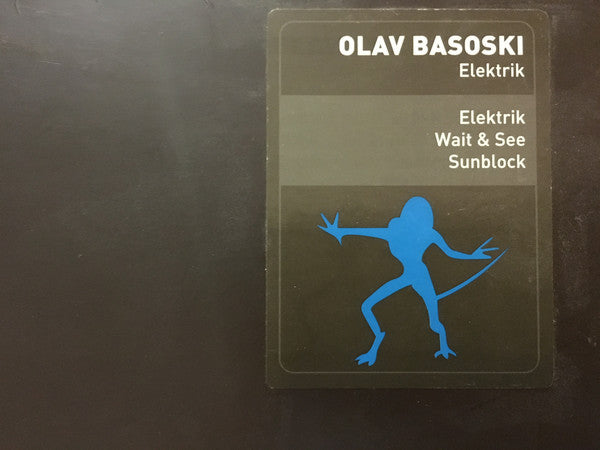 OLAV BASOSKI
Elektrik
Elektrik
Wait & See
Sunblock